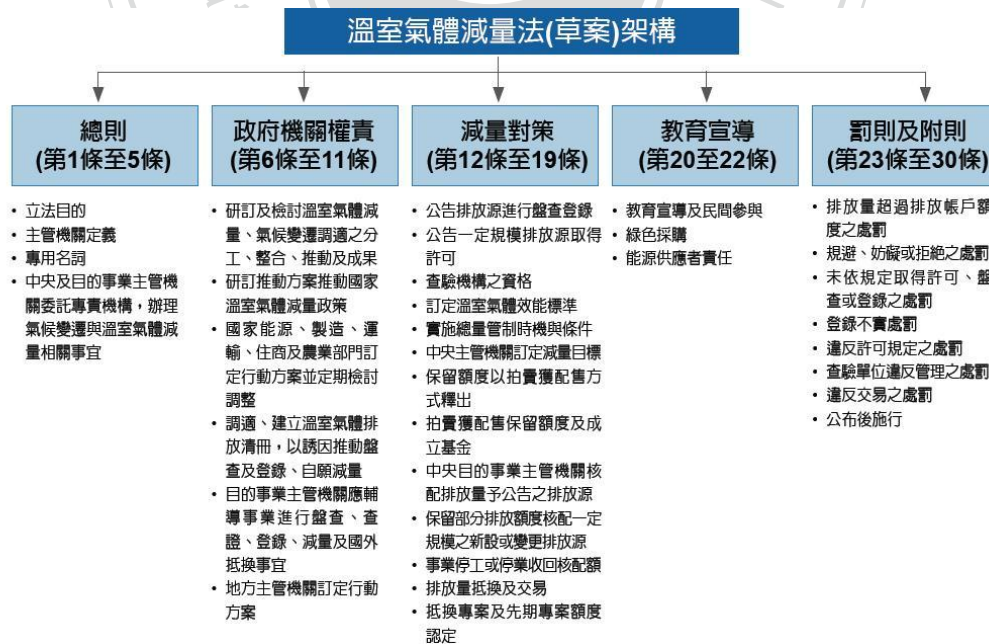 溫室氣體減量法(草案)架構
總則
(第1條至5條)
• 立法目的
• 主管機關定義
• 專用名詞
• 中央及目的事業主管機
關委託專責機構，辦理
氣候變遷與溫室氣體減
量相關事宜
政府機關權責
(第6條至11條)
• 研訂及檢討溫室氣體減
量、氣候變遷調適之分
工、整合、推動及成果
• 研訂推動方案推動國家
溫室氣體減量政策
• 國家能源、製造、運
輸、住商及農業部門訂
定行動方案並定期檢討
調整
• 調適、建立溫室氣體排
放清冊，以誘因推動盤
查及登錄、自願減量
• 目的事業主管機關應輔
導事業進行盤查、查
證、登錄、減量及國外
抵換事宜
• 地方主管機關訂定行動
方案
減量對策
(第12條至19條)
• 公告排放源進行盤查登錄
• 公告一定規模排放源取得
許可
• 查驗機構之資格
• 訂定溫室氣體效能標準
• 實施總量管制時機與條件
• 中央主管機關訂定減量目標
• 保留額度以拍賣獲配售方
式釋出
• 拍賣獲配售保留額度及成
立基金
• 中央目的事業主管機關核
配排放量予公告之排放源
• 保留部分排放額度核配一定
規模之新設或變更排放源
• 事業停工或停業收回核配額
• 排放量抵換及交易
• 抵換專案及先期專案額度
認定
教育宣導
(第20至22條)
• 教育宣導及民間參與
• 綠色採購
• 能源供應者責任
罰則及附則
(第23條至30條)
• 排放量超過排放帳戶額
度之處罰
• 規避、妨礙或拒絕之處罰
• 未依規定取得許可、盤
查或登錄之處罰
• 登錄不實處罰
• 違反許可規定之處罰
• 查驗單位違反管理之處罰
• 違反交易之處罰
• 公布後施行